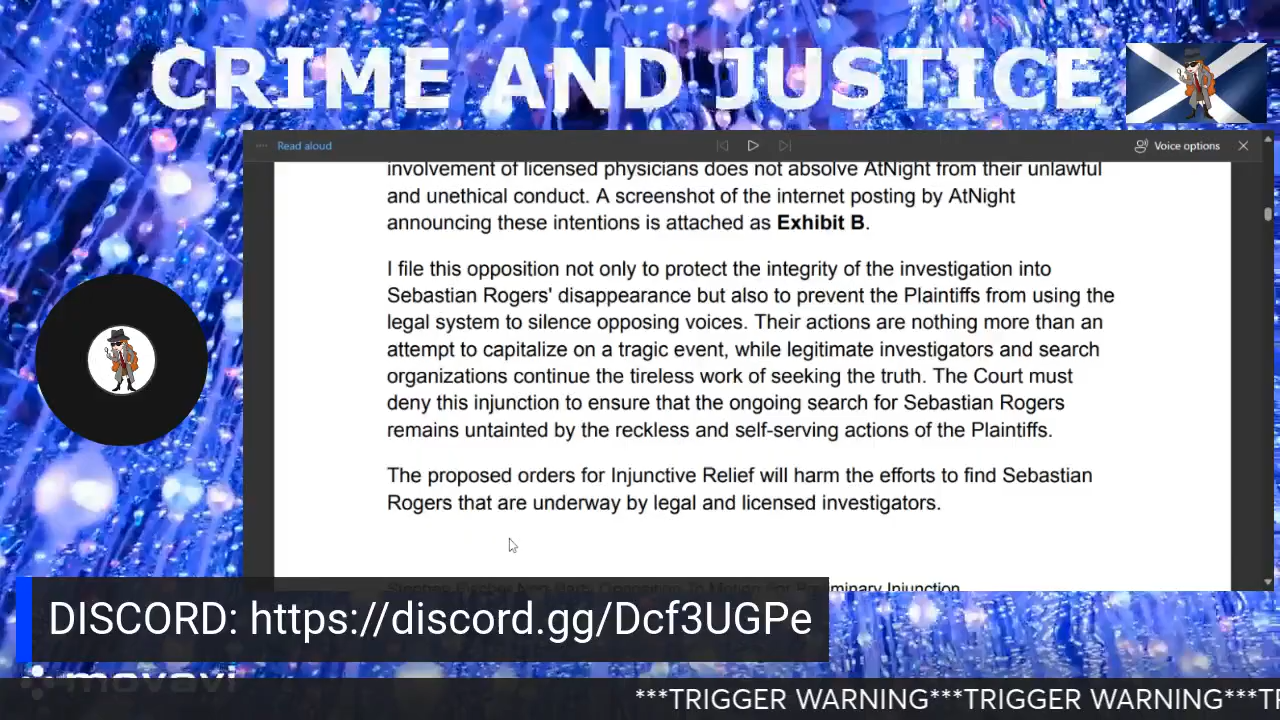 CRIME AND JUSTICE
Read aloud
Voice options
involvement of licensed physicians does not absolve AtNight from their unlawful
and unethical conduct. A screenshot of the internet posting by AtNight
announcing these intentions is attached as Exhibit B.
I file this opposition not only to protect the integrity of the investigation into
Sebastian Rogers' disappearance but also to prevent the Plaintiffs from using the
legal system to silence opposing voices. Their actions are nothing more than an
attempt to capitalize on a tragic event, while legitimate investigators and search
organizations continue the tireless work of seeking the truth. The Court must
deny this injunction to ensure that the ongoing search for Sebastian Rogers
remains untainted by the reckless and self-serving actions of the Plaintiffs.
The proposed orders for Injunctive Relief will harm the efforts to find Sebastian
Rogers that are underway by legal and licensed investigators.
Opposition To Motion For Preliminary Injunction
DISCORD: https://discord.gg/Dcf3UGPe
movavi
***TRIGGER WARNING***TRIGGER WARNING***T